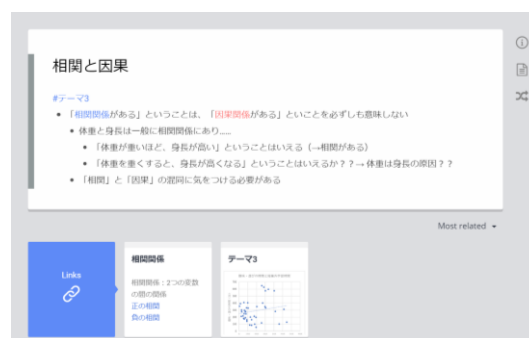 相関と因果
#テーマ3
「相関関係がある」ということは、「因果関係がある」といことを必ずしも意味しない
体重と身長は一般に相関関係にあり.....
「体重が重いほど、身長が高い」ということはいえる（→相関がある）
「体重を重くすると、身長が高くなる」ということはいえるか？？→ 体重は身長の原因？？
「相関」と「因果」の混同に気をつける必要がある
Most related
Links
相関関係
相関関係：2つの変数
の間の関係
正の相関
負の相関
テーマ3